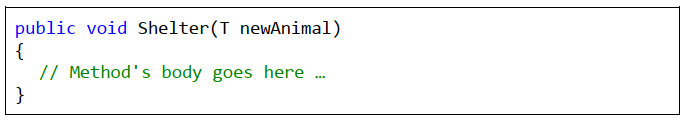 public void Shelter(T newAnimal)
{
// Method's body goes here …
}